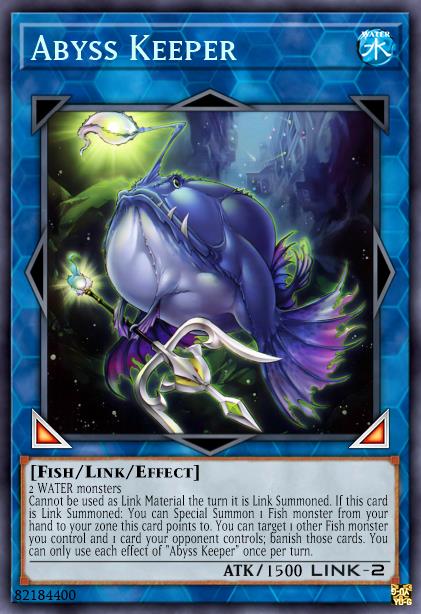 Abyss Keeper
WATER
水
[Fish/Link/Effect]
2 WATER monsters
Cannot be used as Link Material the turn it is Link Summoned. If this card
is Link Summoned: You can Special Summon 1 Fish monster from your
hand to your zone this card points to. You can target 1 other Fish monster
you control and 1 card your opponent controls; banish those cards. You
can only use each effect of "Abyss Keeper" once per turn.
ATK/1500 LINK-2
82184400